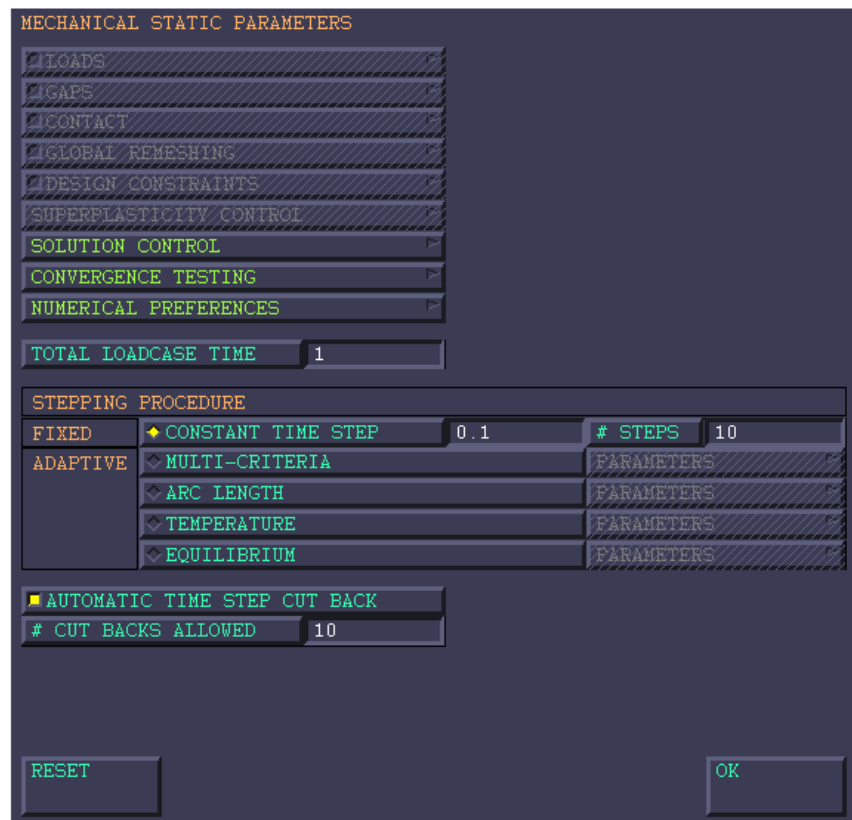 MECHANICAL STATIC PARAMETERS
LOADS
GAPS
CONTACT
GLOBAL REMESHING
DESIGN CONSTRAINTS
SUPERPLASTICITY CONTROL
SOLUTION CONTROL
CONVERGENCE TESTING
NUMERICAL PREFERENCES
TOTAL LOADCASE TIME 1
STEPPING PROCEDURE
FIXED CONSTANT TIME STEP 0.1 # STEPS 10
ADAPTIVE MULTI-CRITERIA PARAMETERS
ARC LENGTH PARAMETERS
TEMPERATURE PARAMETERS
EQUILIBRIUM PARAMETERS
AUTOMATIC TIME STEP CUT BACK
# CUT BACKS ALLOWED 10
RESET OK